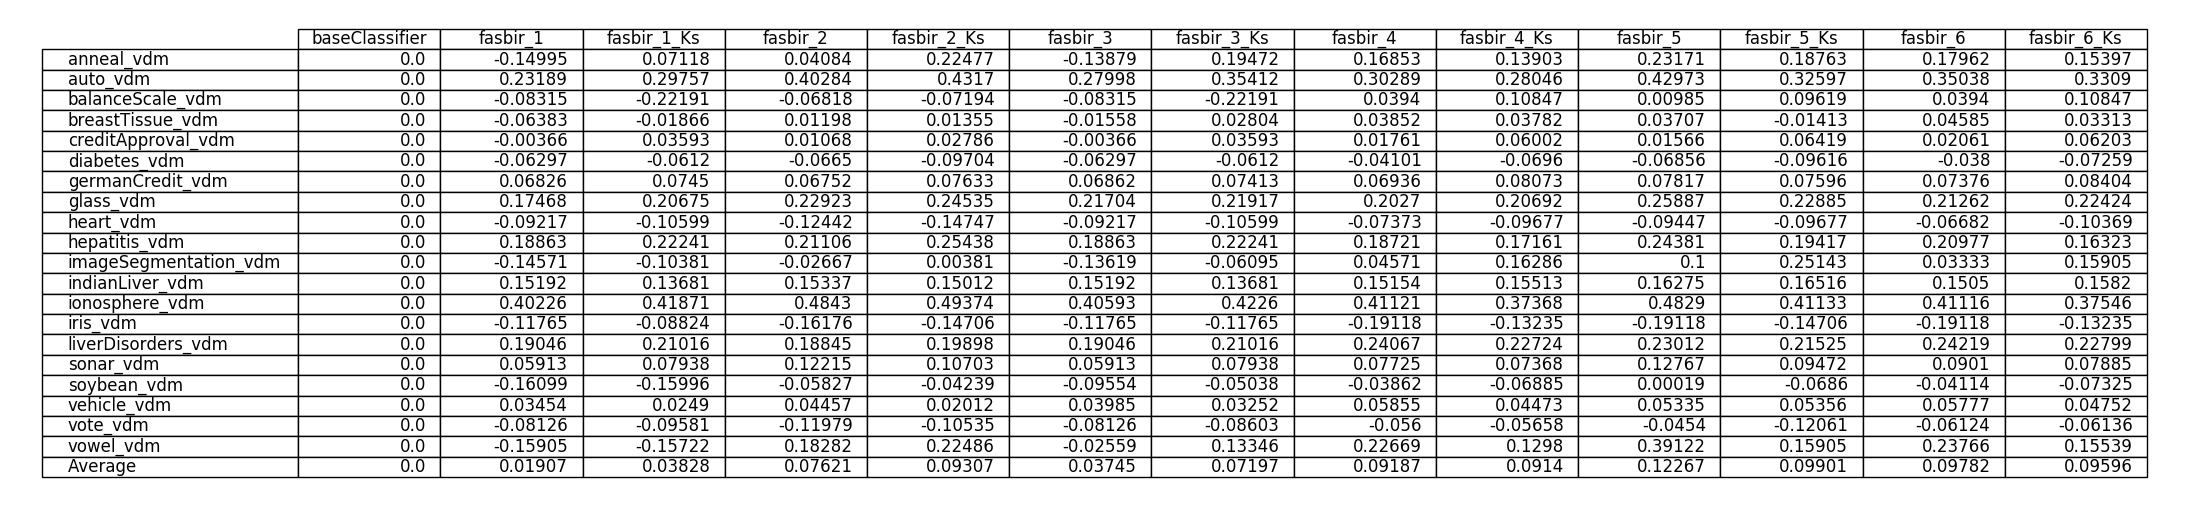 baseClassifier fasbir_1 fasbir_1_Ks fasbir_2 fasbir_2_Ks fasbir_3 fasbir_3_Ks fasbir_4 fasbir_4_Ks fasbir_5 fasbir_5_Ks fasbir_6 fasbir_6_Ks
anneal_vdm 0.0 -0.14995 0.07118 0.04084 0.22477 -0.13879 0.19472 0.16853 0.13903 0.23171 0.18763 0.17962 0.15397
auto_vdm 0.0 0.23189 0.29757 0.40284 0.4317 0.27998 0.35412 0.30289 0.28046 0.42973 0.32597 0.35038 0.3309
balanceScale_vdm 0.0 -0.08315 -0.22191 -0.06818 -0.07194 -0.08315 -0.22191 0.0394 0.10847 0.00985 0.09619 0.0394 0.10847
breastTissue_vdm 0.0 -0.06383 -0.01866 0.01198 0.01355 -0.01558 0.02804 0.03852 0.03782 0.03707 -0.01413 0.04585 0.03313
creditApproval_vdm 0.0 -0.00366 0.03593 0.01068 0.02786 -0.00366 0.03593 0.01761 0.06002 0.01566 0.06419 0.02061 0.06203
diabetes_vdm 0.0 -0.06297 -0.0612 -0.0665 -0.09704 -0.06297 -0.0612 -0.04101 -0.0696 -0.06856 -0.09616 -0.038 -0.07259
germanCredit_vdm 0.0 0.06826 0.0745 0.06752 0.07633 0.06862 0.07413 0.06936 0.08073 0.07817 0.07596 0.07376 0.08404
glass_vdm 0.0 0.17468 0.20675 0.22923 0.24535 0.21704 0.21917 0.2027 0.20692 0.25887 0.22885 0.21262 0.22424
heart_vdm 0.0 -0.09217 -0.10599 -0.12442 -0.14747 -0.09217 -0.10599 -0.07373 -0.09677 -0.09447 -0.09677 -0.06682 -0.10369
hepatitis_vdm 0.0 0.18863 0.22241 0.21106 0.25438 0.18863 0.22241 0.18721 0.17161 0.24381 0.19417 0.20977 0.16323
imageSegmentation_vdm 0.0 -0.14571 -0.10381 -0.02667 0.00381 -0.13619 -0.06095 0.04571 0.16286 0.1 0.25143 0.03333 0.15905
indianLiver_vdm 0.0 0.15192 0.13681 0.15337 0.15012 0.15192 0.13681 0.15154 0.15513 0.16275 0.16516 0.1505 0.1582
ionosphere_vdm 0.0 0.40226 0.41871 0.4843 0.49374 0.40593 0.4226 0.41121 0.37368 0.4829 0.41133 0.41116 0.37546
iris_vdm 0.0 -0.11765 -0.08824 -0.16176 -0.14706 -0.11765 -0.11765 -0.19118 -0.13235 -0.19118 -0.14706 -0.19118 -0.13235
liverDisorders_vdm 0.0 0.19046 0.21016 0.18845 0.19898 0.19046 0.21016 0.24067 0.22724 0.23012 0.21525 0.24219 0.22799
sonar_vdm 0.0 0.05913 0.07938 0.12215 0.10703 0.05913 0.07938 0.07725 0.07368 0.12767 0.09472 0.0901 0.07885
soybean_vdm 0.0 -0.16099 -0.15996 -0.05827 -0.04239 -0.09554 -0.05038 -0.03862 -0.06885 0.00019 -0.0686 -0.04114 -0.07325
vehicle_vdm 0.0 0.03454 0.0249 0.04457 0.02012 0.03985 0.03252 0.05855 0.04473 0.05335 0.05356 0.05777 0.04752
vote_vdm 0.0 -0.08126 -0.09581 -0.11979 -0.10535 -0.08126 -0.08603 -0.056 -0.05658 -0.0454 -0.12061 -0.06124 -0.06136
vowel_vdm 0.0 -0.15905 -0.15722 0.18282 0.22486 -0.02559 0.13346 0.22669 0.1298 0.39122 0.15905 0.23766 0.15539
Average 0.0 0.01907 0.03828 0.07621 0.09307 0.03745 0.07197 0.09187 0.0914 0.12267 0.09901 0.09782 0.09596